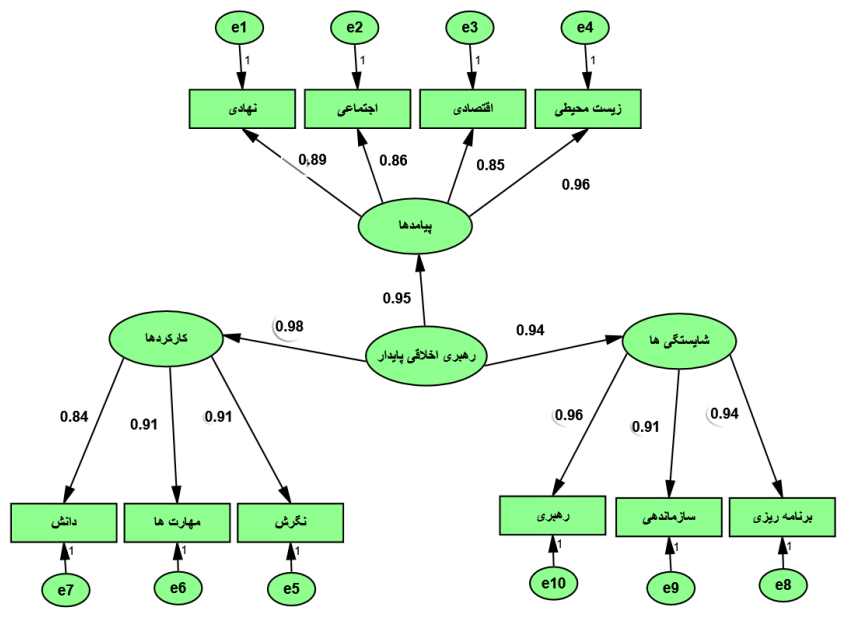 e1
e2
e3
e4
1
1
1
1
نهادی
اجتماعی
اقتصادی
زیست محیطی
0.89
0.86
0.85
0.96
پیامدها
0.95
کارکردها
0.98
رهبری اخلاقی پایدار
0.94
شایستگی ها
0.84
0.91
0.91
0.96
0.91
0.94
دانش
مهارت ها
نگرش
رهبری
سازماندهی
برنامه ریزی
1
1
1
1
1
1
e7
e6
e5
e10
e9
e8